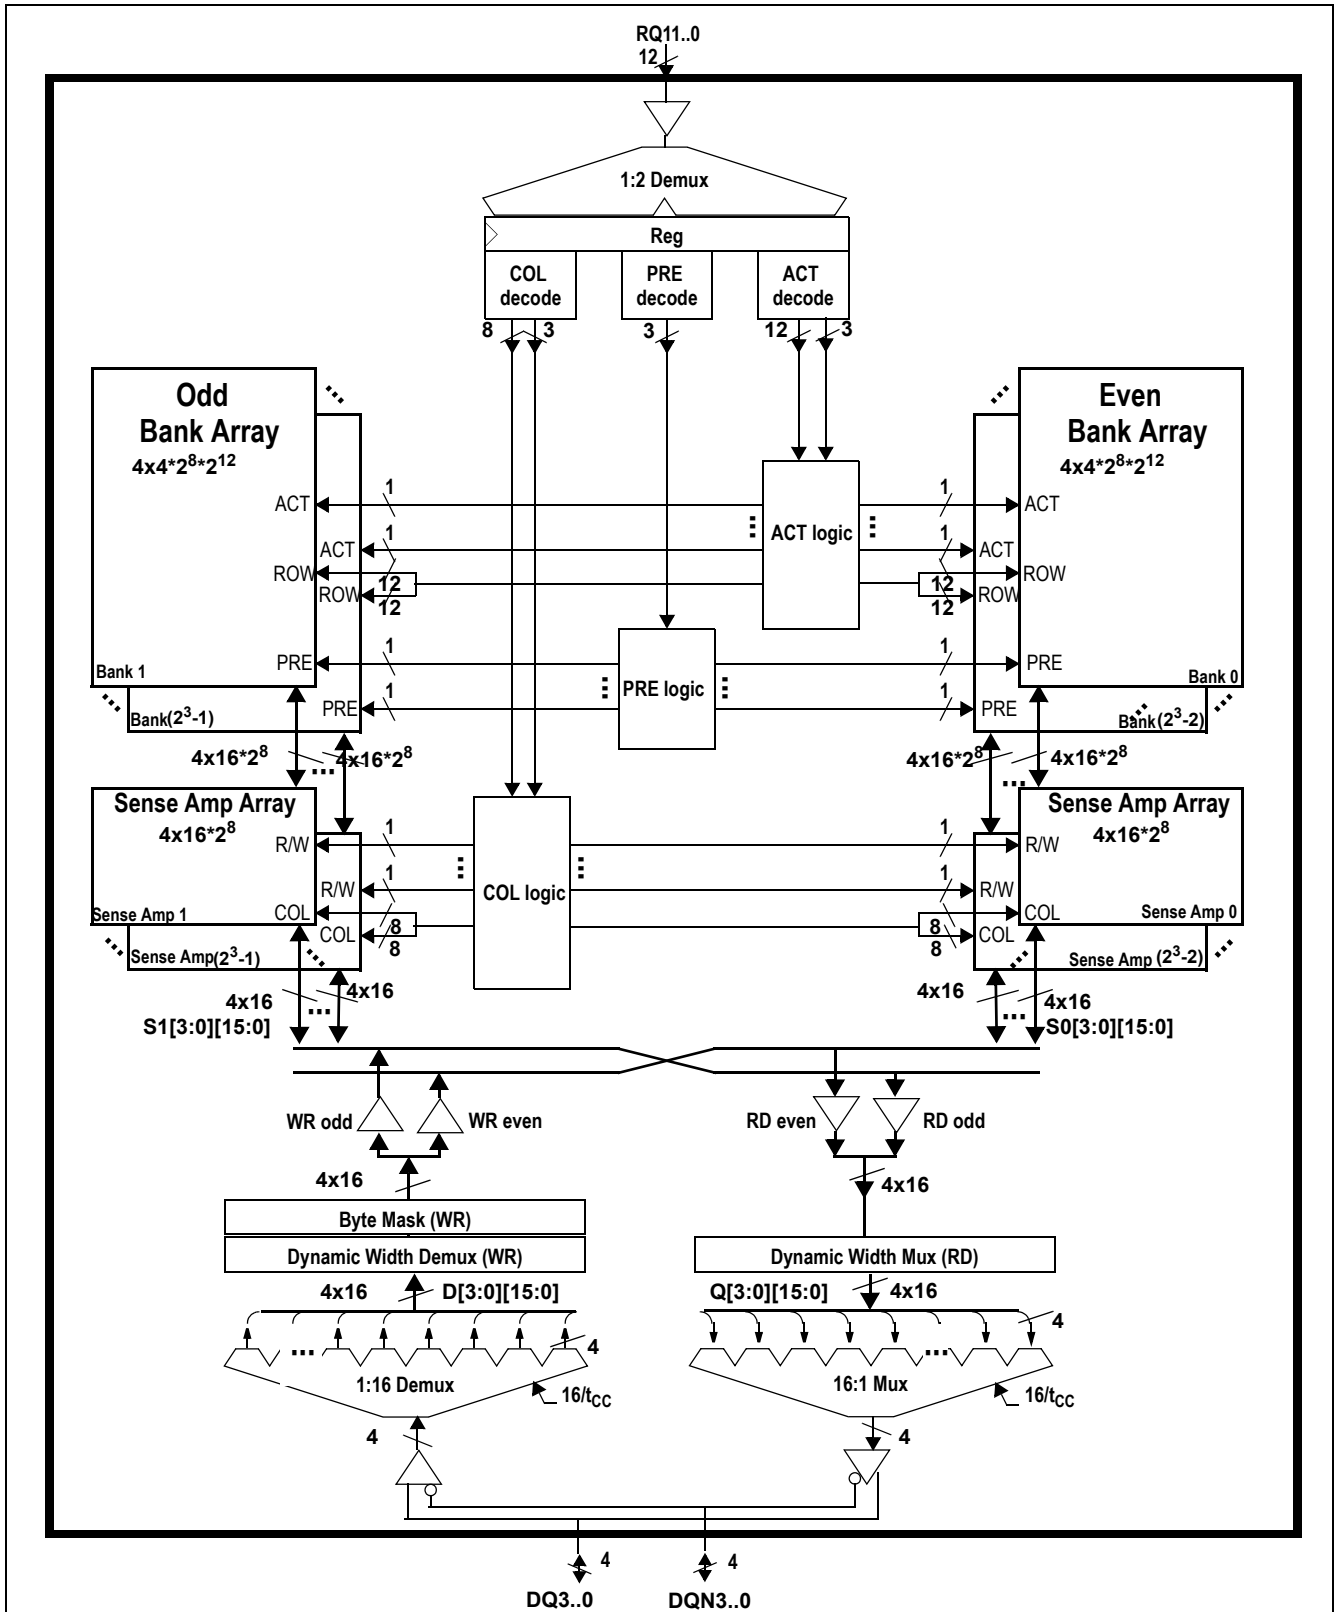 RQ11..0
12
1:2 Demux
Reg
COL decode
PRE decode
ACT decode
8
3
3
12
3
Odd
Bank Array
4x4*2^8*2^12
ACT
ACT
ROW
ROW
PRE
PRE
Bank 1
Bank(2^3-1)
1
1
12
12
1
1
ACT logic
PRE logic
Even
Bank Array
4x4*2^8*2^12
ACT
ACT
ROW
ROW
PRE
PRE
Bank 0
Bank(2^3-2)
1
1
12
12
1
1
4x16*2^8
4x16*2^8
4x16*2^8
4x16*2^8
Sense Amp Array
4x16*2^8
R/W
R/W
COL
COL
Sense Amp 1
Sense Amp(2^3-1)
1
1
8
8
COL logic
Sense Amp Array
4x16*2^8
R/W
R/W
COL
COL
Sense Amp 0
Sense Amp (2^3-2)
1
1
8
8
4x16
4x16
S1[3:0][15:0]
4x16
4x16
S0[3:0][15:0]
WR odd
WR even
RD even
RD odd
4x16
4x16
Byte Mask (WR)
Dynamic Width Demux (WR)
Dynamic Width Mux (RD)
4x16
D[3:0][15:0]
Q[3:0][15:0]
4x16
4
4
1:16 Demux
16/tCC
16:1 Mux
16/tCC
4
4
4
4
DQ3..0
DQN3..0